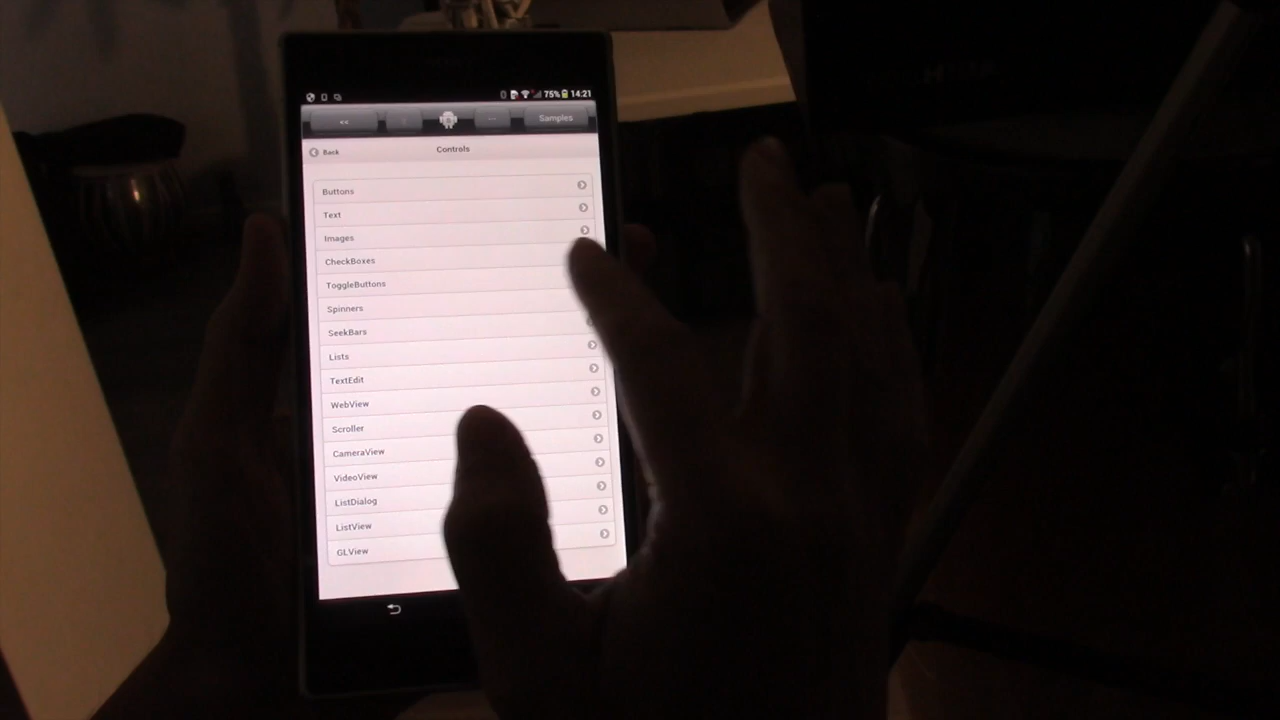 75% 14:21
<< < ... Samples
Back Controls
Buttons
Text
Images
CheckBoxes
ToggleButtons
Spinners
SeekBars
Lists
TextEdit
WebView
Scroller
CameraView
VideoView
ListDialog
ListView
GLView